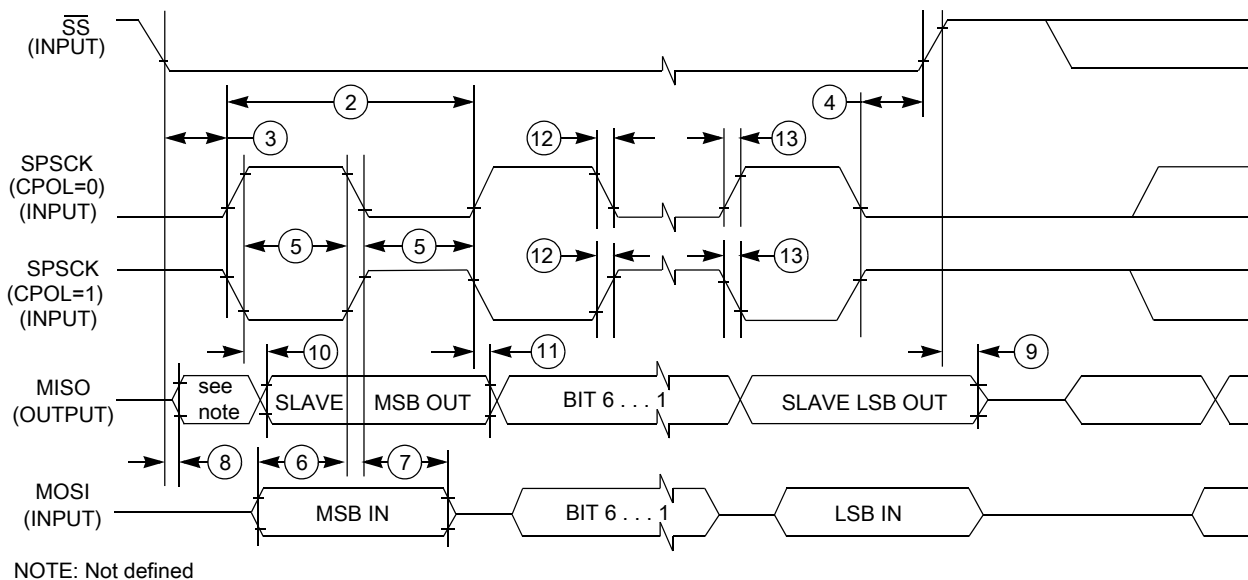 SS
(INPUT)
2
4
3
12
13
SPSCK
(CPOL=0)
(INPUT)
5
5
12
13
SPSCK
(CPOL=1)
(INPUT)
10
11
9
MISO
(OUTPUT)
see
note
SLAVE
MSB OUT
BIT 6 . . . 1
SLAVE LSB OUT
8
6
7
MOSI
(INPUT)
MSB IN
BIT 6 . . . 1
LSB IN
NOTE: Not defined